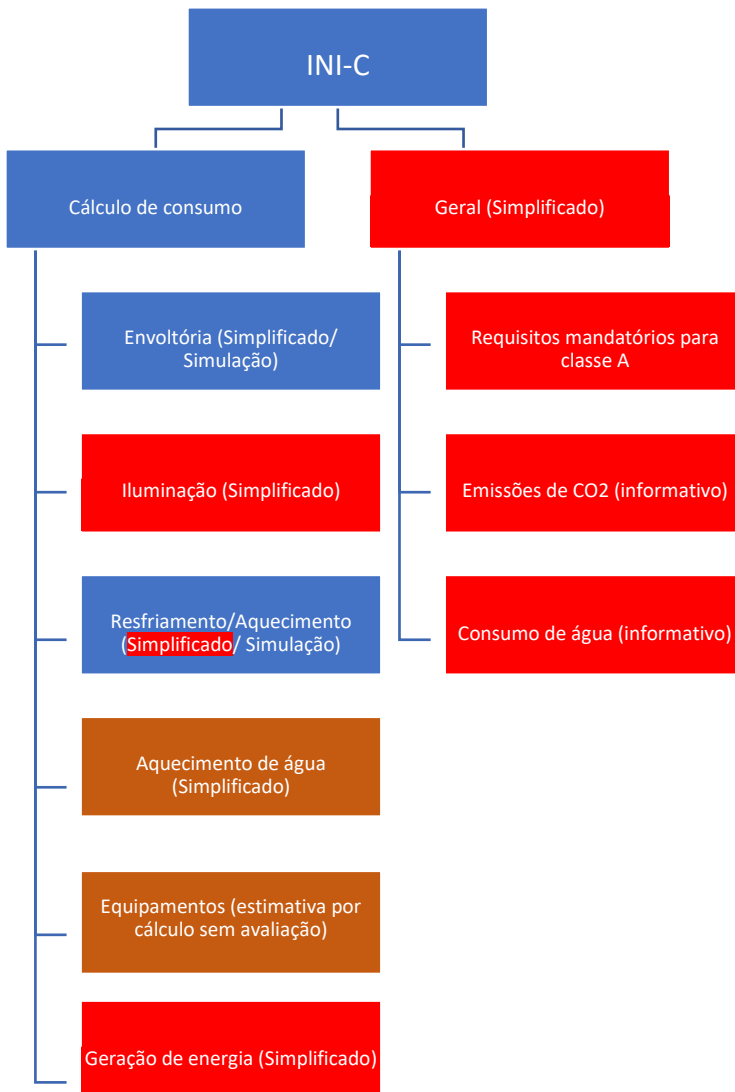 INI-C
Cálculo de consumo
Geral (Simplificado)
Envoltória (Simplificado/
Simulação)
Requisitos mandatórios para
classe A
Iluminação (Simplificado)
Emissões de CO2 (informativo)
Resfriamento/Aquecimento
(Simplificado/ Simulação)
Consumo de água (informativo)
Aquecimento de água
(Simplificado)
Equipamentos (estimativa por
cálculo sem avaliação)
Geração de energia (Simplificado)